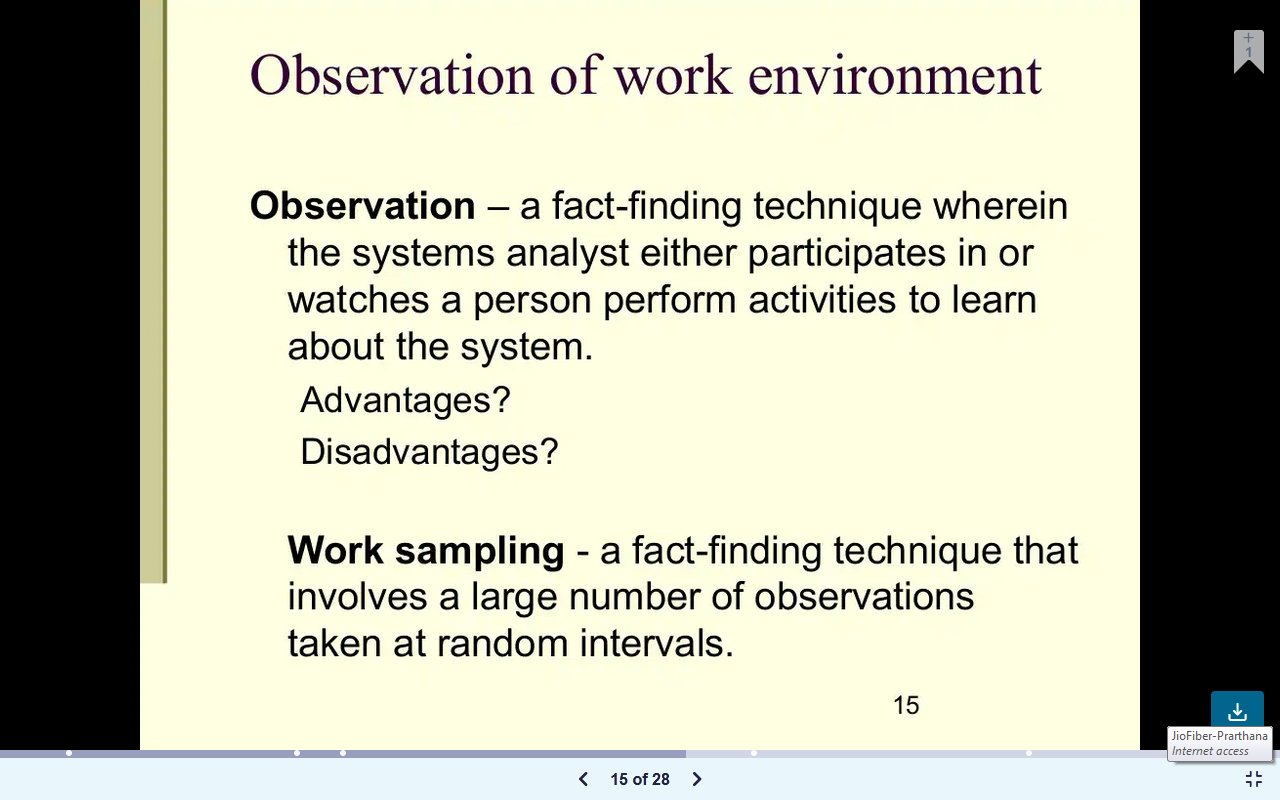 Observation of work environment
Observation – a fact-finding technique wherein
the systems analyst either participates in or
watches a person perform activities to learn
about the system.
Advantages?
Disadvantages?
Work sampling - a fact-finding technique that
involves a large number of observations
taken at random intervals.
15
+
1
JioFiber-Prarthana
Internet access
15 of 28